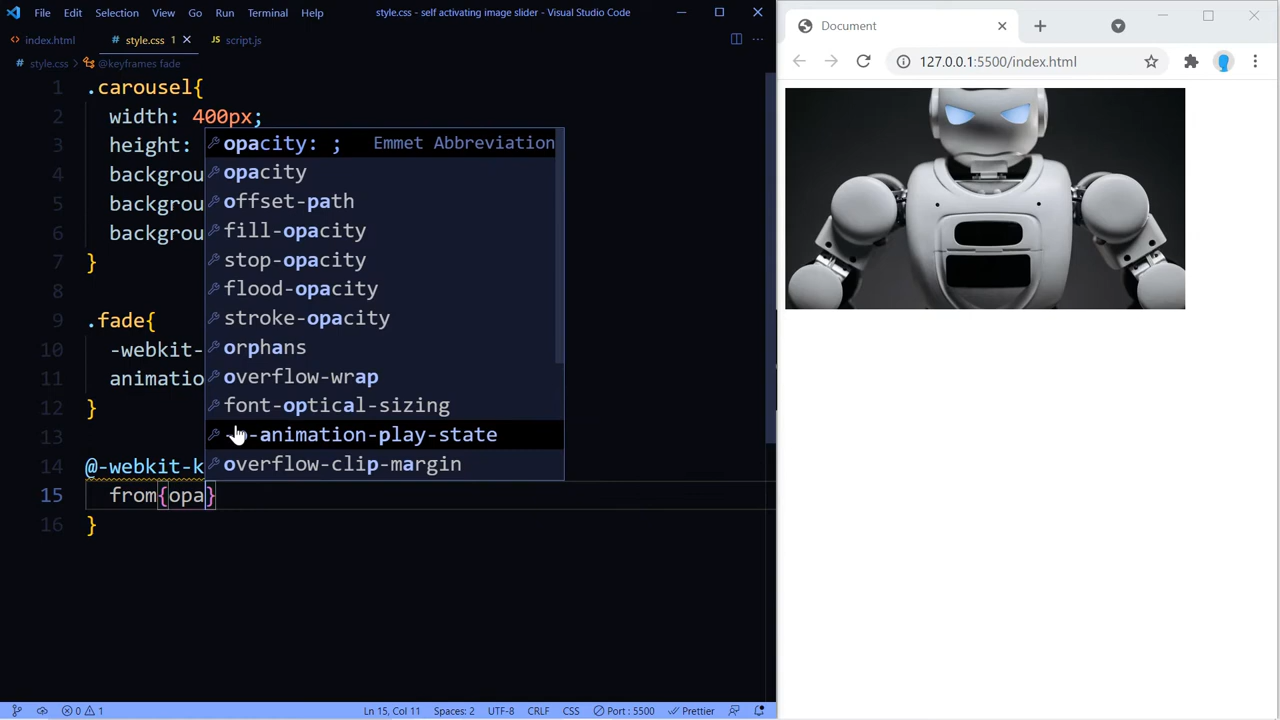 File Edit Selection View Go Run Terminal Help
style.css - self activating image slider - Visual Studio Code
index.html
style.css 1
script.js
style.css
@keyframes fade
1 .carousel{
2 width: 400px;
3 height:
4 backgrou
5 backgrou
6 backgrou
7 }
8
9 .fade{
10 -webkit-
11 animatio
12 }
13
14 @-webkit-k
15 from{opa}
16 }
opacity: ; Emmet Abbreviation
opacity
offset-path
fill-opacity
stop-opacity
flood-opacity
stroke-opacity
orphans
overflow-wrap
font-optical-sizing
-animation-play-state
overflow-clip-margin
0 1
Ln 15, Col 11 Spaces: 2 UTF-8 CRLF CSS Port : 5500 Prettier
Document
127.0.0.1:5500/index.html